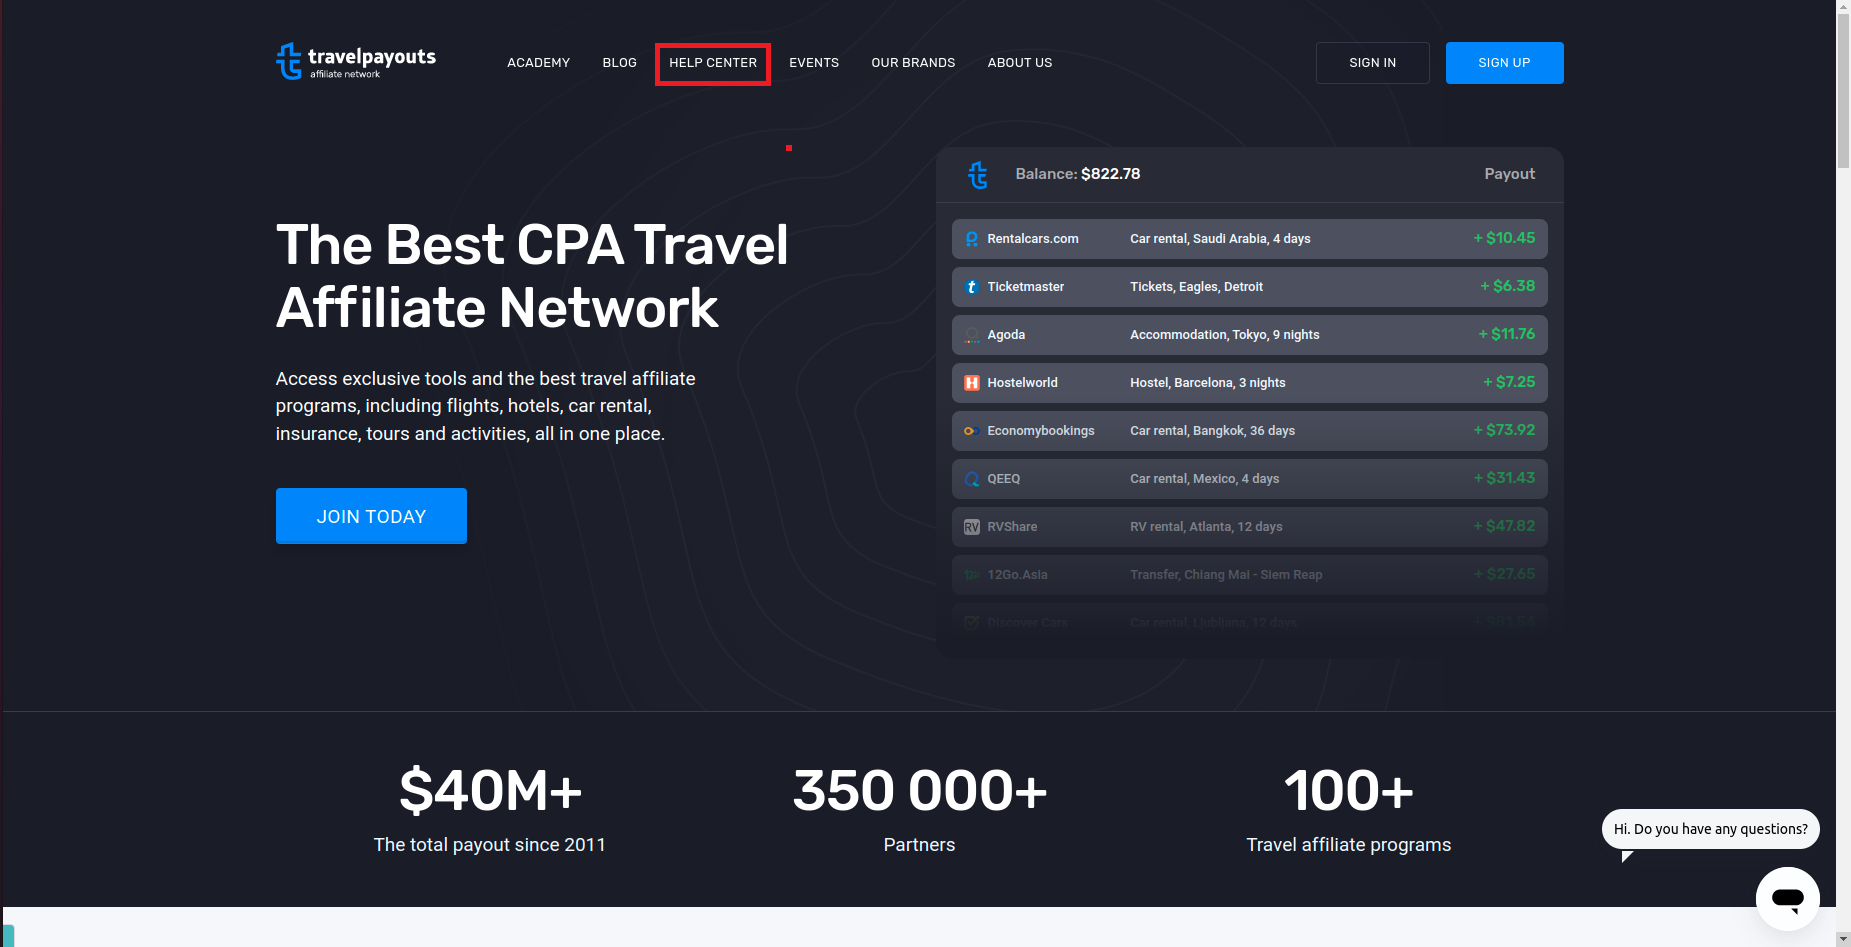 travelpayouts
affiliate network
ACADEMY
BLOG
HELP CENTER
EVENTS
OUR BRANDS
ABOUT US
SIGN IN
SIGN UP
The Best CPA Travel
Affiliate Network
Access exclusive tools and the best travel affiliate
programs, including flights, hotels, car rental,
insurance, tours and activities, all in one place.
JOIN TODAY
Balance: $822.78 Payout
Rentalcars.com Car rental, Saudi Arabia, 4 days + $10.45
Ticketmaster Tickets, Eagles, Detroit + $6.38
Agoda Accommodation, Tokyo, 9 nights + $11.76
Hostelworld Hostel, Barcelona, 3 nights + $7.25
Economybookings Car rental, Bangkok, 36 days + $73.92
QEEQ Car rental, Mexico, 4 days + $31.43
RV RVShare RV rental, Atlanta, 12 days + $47.82
12Go.Asia Transfer, Chiang Mai - Siem Reap + $27.65
Discover Cars Car rental, Ljubljana, 12 days
$40M+
The total payout since 2011
350 000+
Partners
100+
Travel affiliate programs
Hi. Do you have any questions?